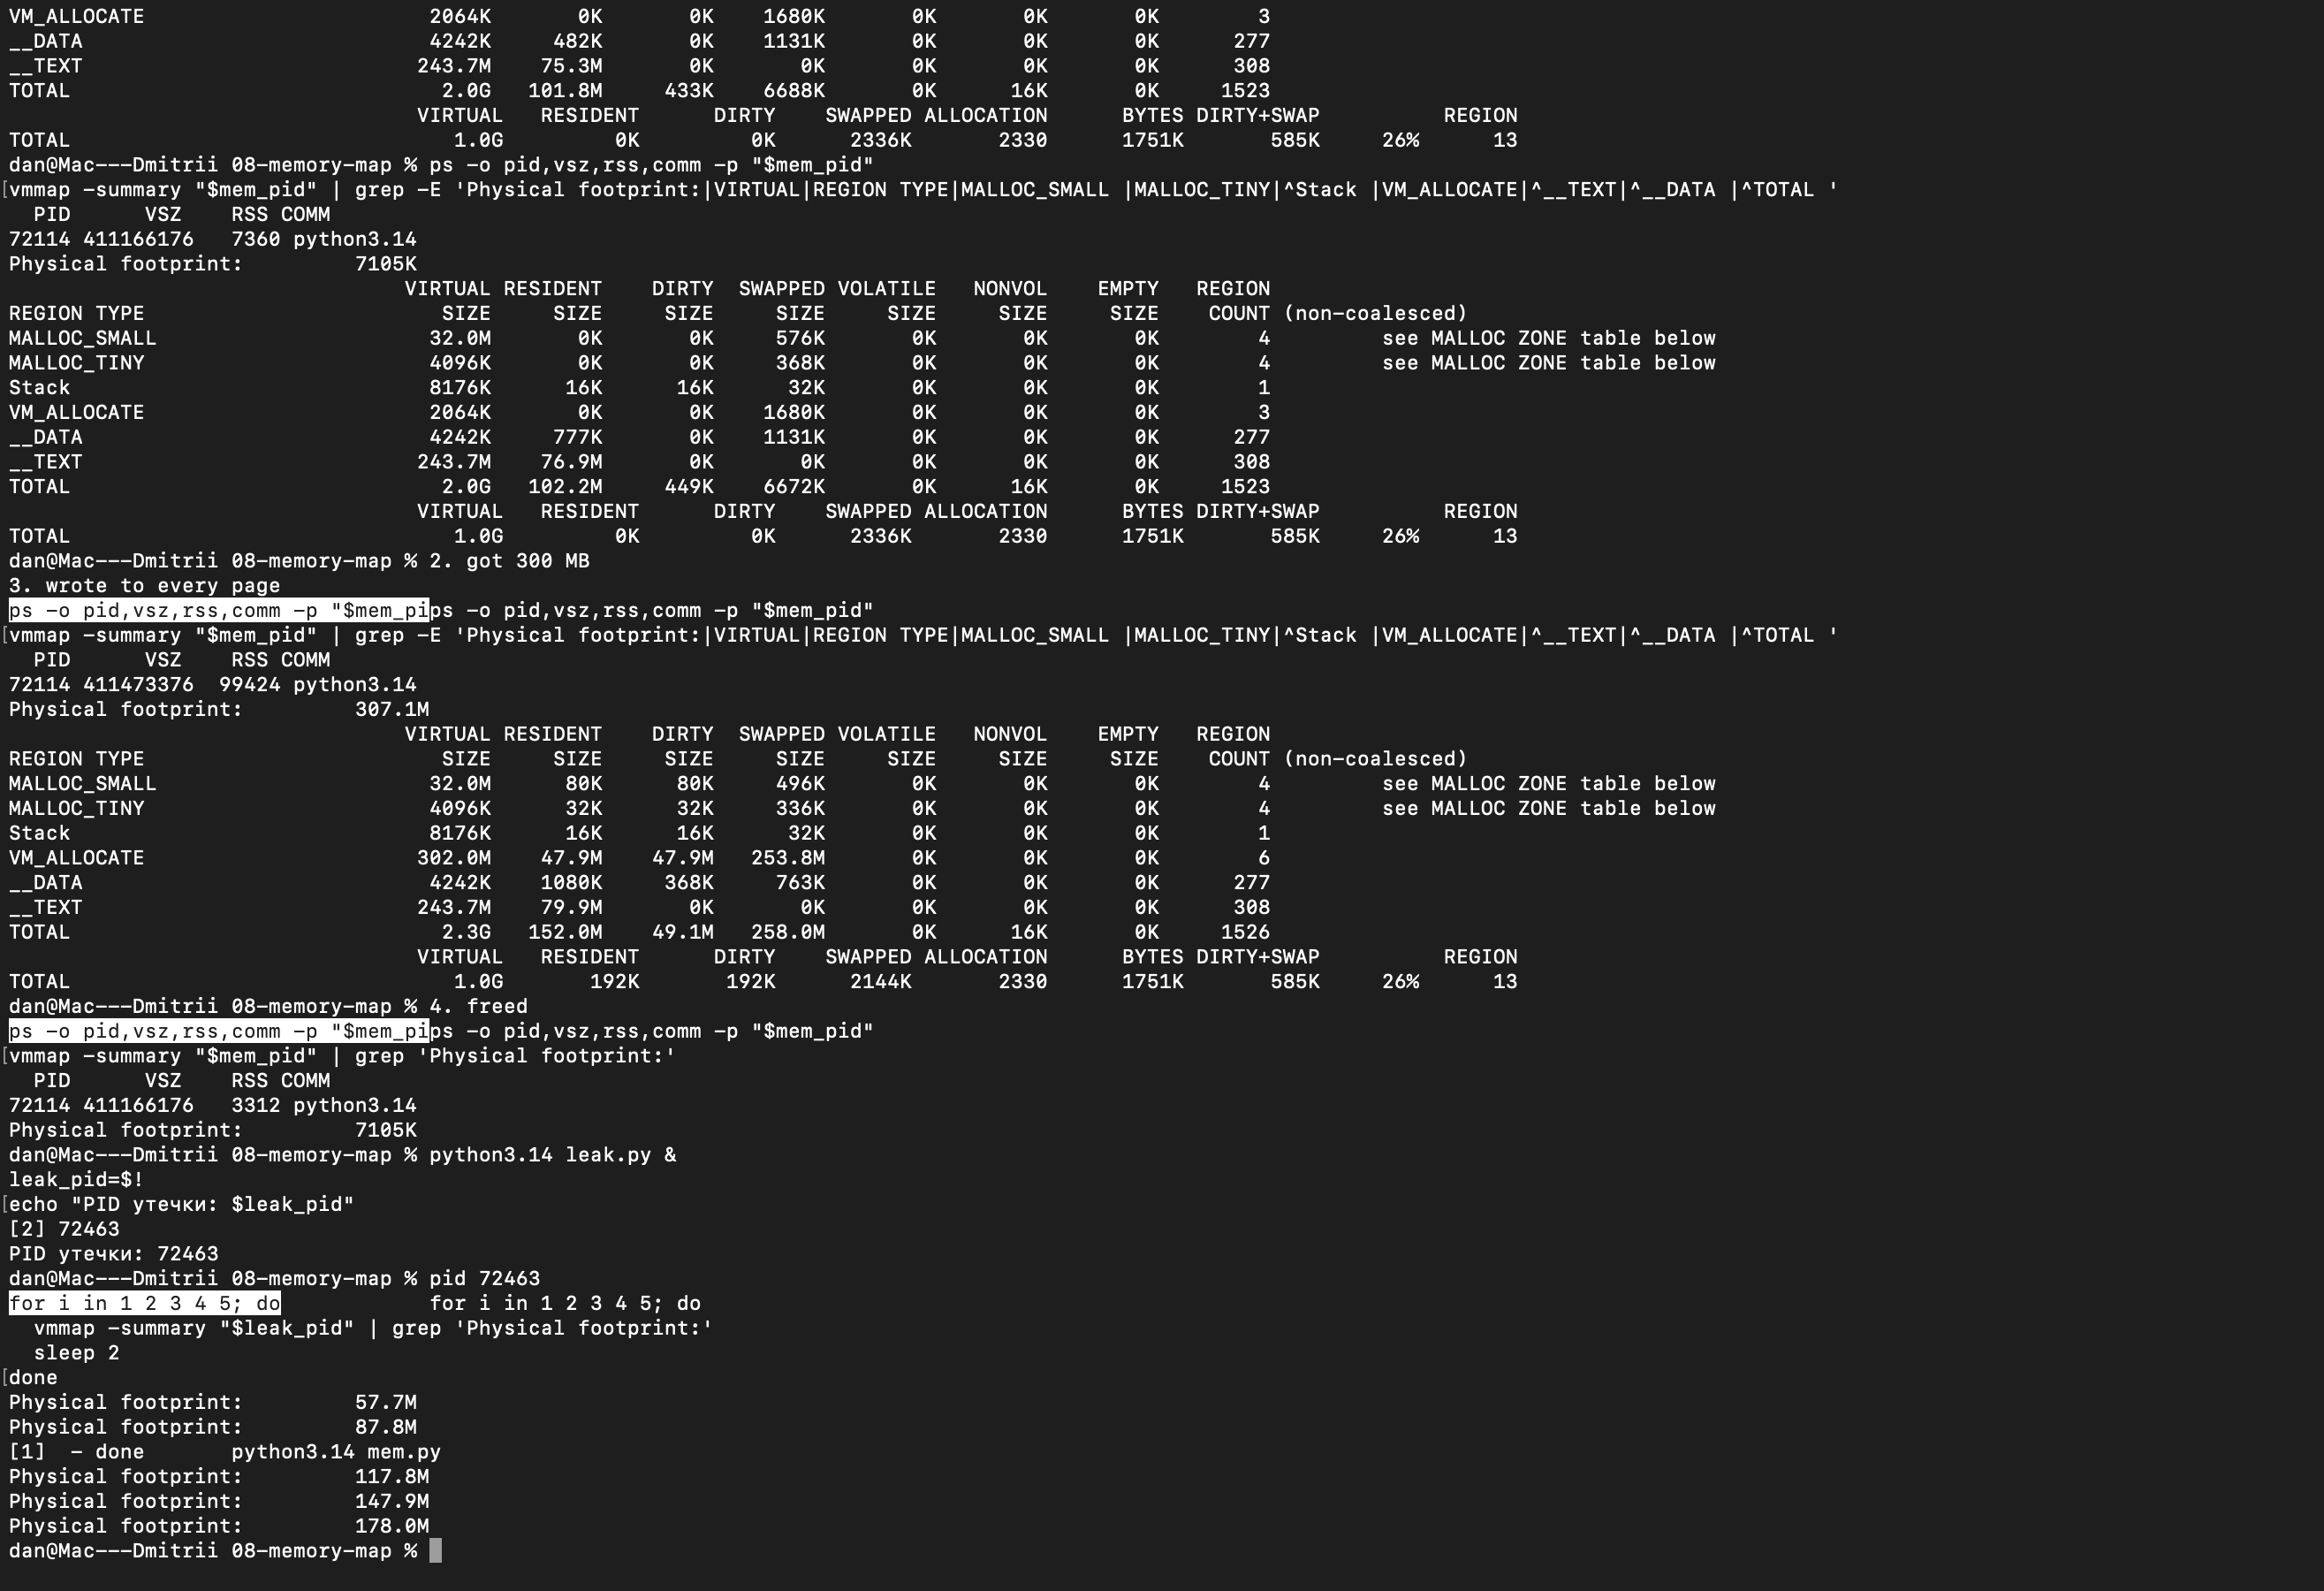 VM_ALLOCATE 2064K 0K 0K 1680K 0K 0K 0K 3
__DATA 4242K 482K 0K 1131K 0K 0K 0K 277
__TEXT 243.7M 75.3M 0K 0K 0K 0K 0K 308
TOTAL 2.0G 101.8M 433K 6688K 0K 16K 0K 1523
VIRTUAL RESIDENT DIRTY SWAPPED ALLOCATION BYTES DIRTY+SWAP REGION
TOTAL 1.0G 0K 0K 2336K 2330 1751K 585K 26% 13
dan@Mac---Dmitrii 08-memory-map % ps -o pid,vsz,rss,comm -p "$mem_pid"
[vmmap -summary "$mem_pid" | grep -E 'Physical footprint:|VIRTUAL|REGION TYPE|MALLOC_SMALL |MALLOC_TINY|^Stack |VM_ALLOCATE|^__TEXT|^__DATA |^TOTAL '
PID VSZ RSS COMM
72114 411166176 7360 python3.14
Physical footprint: 7105K
VIRTUAL RESIDENT DIRTY SWAPPED VOLATILE NONVOL EMPTY REGION
REGION TYPE SIZE SIZE SIZE SIZE SIZE SIZE SIZE COUNT (non-coalesced)
MALLOC_SMALL 32.0M 0K 0K 576K 0K 0K 0K 4 see MALLOC ZONE table below
MALLOC_TINY 4096K 0K 0K 368K 0K 0K 0K 4 see MALLOC ZONE table below
Stack 8176K 16K 16K 32K 0K 0K 0K 1
VM_ALLOCATE 2064K 0K 0K 1680K 0K 0K 0K 3
__DATA 4242K 777K 0K 1131K 0K 0K 0K 277
__TEXT 243.7M 76.9M 0K 0K 0K 0K 0K 308
TOTAL 2.0G 102.2M 449K 6672K 0K 16K 0K 1523
VIRTUAL RESIDENT DIRTY SWAPPED ALLOCATION BYTES DIRTY+SWAP REGION
TOTAL 1.0G 0K 0K 2336K 2330 1751K 585K 26% 13
dan@Mac---Dmitrii 08-memory-map % 2. got 300 MB
3. wrote to every page
ps -o pid,vsz,rss,comm -p "$mem_pips -o pid,vsz,rss,comm -p "$mem_pid"
[vmmap -summary "$mem_pid" | grep -E 'Physical footprint:|VIRTUAL|REGION TYPE|MALLOC_SMALL |MALLOC_TINY|^Stack |VM_ALLOCATE|^__TEXT|^__DATA |^TOTAL '
PID VSZ RSS COMM
72114 411473376 99424 python3.14
Physical footprint: 307.1M
VIRTUAL RESIDENT DIRTY SWAPPED VOLATILE NONVOL EMPTY REGION
REGION TYPE SIZE SIZE SIZE SIZE SIZE SIZE SIZE COUNT (non-coalesced)
MALLOC_SMALL 32.0M 80K 80K 496K 0K 0K 0K 4 see MALLOC ZONE table below
MALLOC_TINY 4096K 32K 32K 336K 0K 0K 0K 4 see MALLOC ZONE table below
Stack 8176K 16K 16K 32K 0K 0K 0K 1
VM_ALLOCATE 302.0M 47.9M 47.9M 253.8M 0K 0K 0K 6
__DATA 4242K 1080K 368K 763K 0K 0K 0K 277
__TEXT 243.7M 79.9M 0K 0K 0K 0K 0K 308
TOTAL 2.3G 152.0M 49.1M 258.0M 0K 16K 0K 1526
VIRTUAL RESIDENT DIRTY SWAPPED ALLOCATION BYTES DIRTY+SWAP REGION
TOTAL 1.0G 192K 192K 2144K 2330 1751K 585K 26% 13
dan@Mac---Dmitrii 08-memory-map % 4. freed
ps -o pid,vsz,rss,comm -p "$mem_pips -o pid,vsz,rss,comm -p "$mem_pid"
[vmmap -summary "$mem_pid" | grep 'Physical footprint:'
PID VSZ RSS COMM
72114 411166176 3312 python3.14
Physical footprint: 7105K
dan@Mac---Dmitrii 08-memory-map % python3.14 leak.py &
leak_pid=$!
[echo "PID утечки: $leak_pid"
[2] 72463
PID утечки: 72463
dan@Mac---Dmitrii 08-memory-map % pid 72463
for i in 1 2 3 4 5; do for i in 1 2 3 4 5; do
vmmap -summary "$leak_pid" | grep 'Physical footprint:'
sleep 2
[done
Physical footprint: 57.7M
Physical footprint: 87.8M
[1] - done python3.14 mem.py
Physical footprint: 117.8M
Physical footprint: 147.9M
Physical footprint: 178.0M
dan@Mac---Dmitrii 08-memory-map %